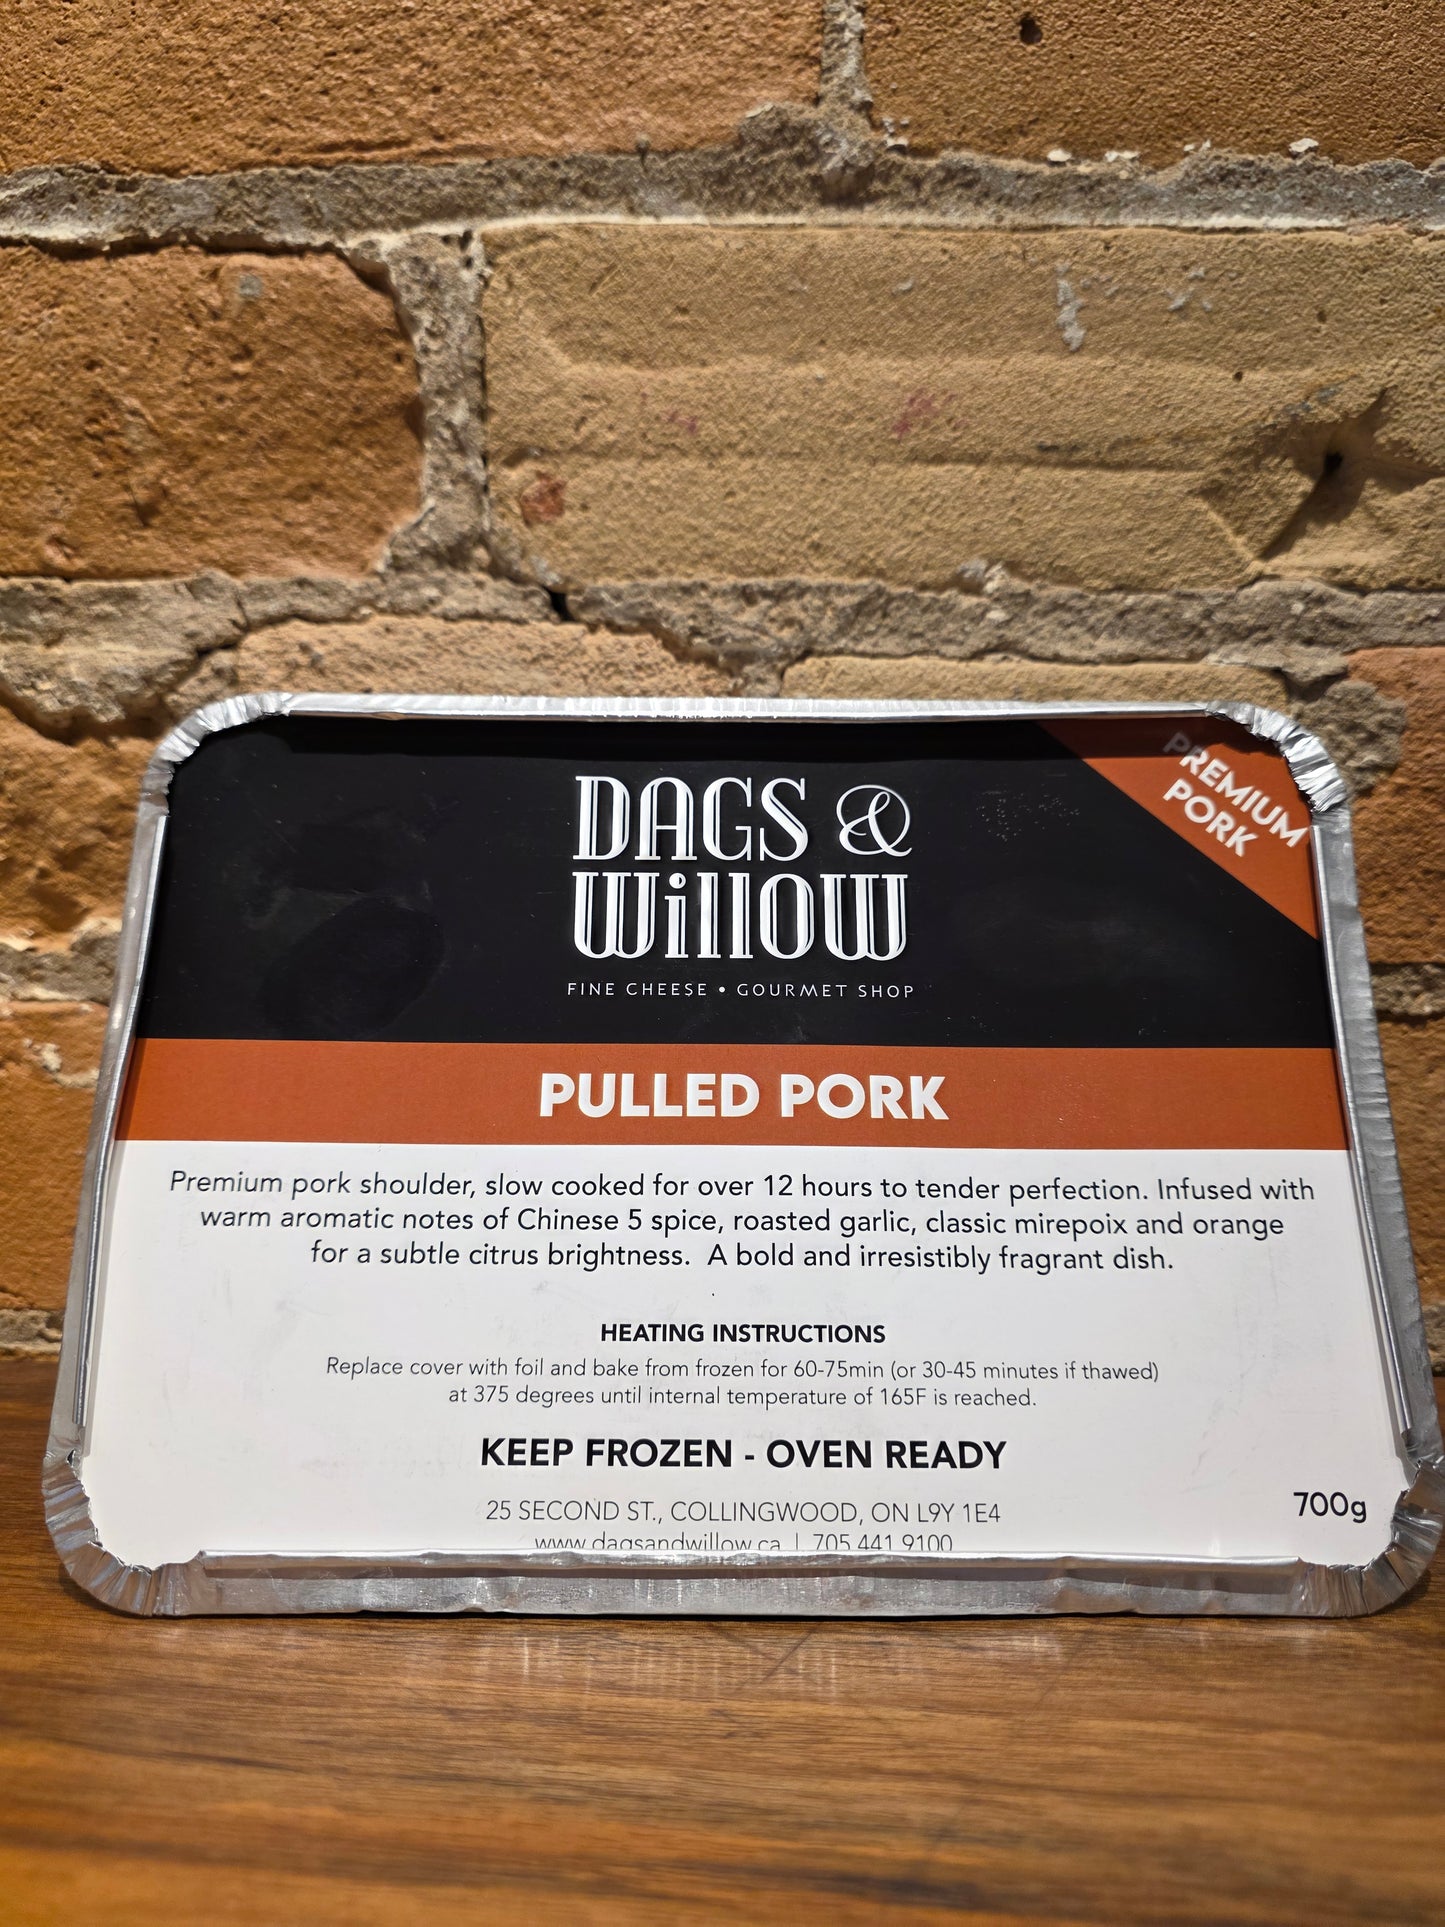 PREMIUM
PORK
DAGS &
Willow
FINE CHEESE • GOURMET SHOP
PULLED PORK
Premium pork shoulder, slow cooked for over 12 hours to tender perfection. Infused with
warm aromatic notes of Chinese 5 spice, roasted garlic, classic mirepoix and orange
for a subtle citrus brightness. A bold and irresistibly fragrant dish.
HEATING INSTRUCTIONS
Replace cover with foil and bake from frozen for 60-75min (or 30-45 minutes if thawed)
at 375 degrees until internal temperature of 165F is reached.
KEEP FROZEN - OVEN READY
700g
25 SECOND ST., COLLINGWOOD, ON L9Y 1E4
www.dagsandwillow.ca | 705 441 9100